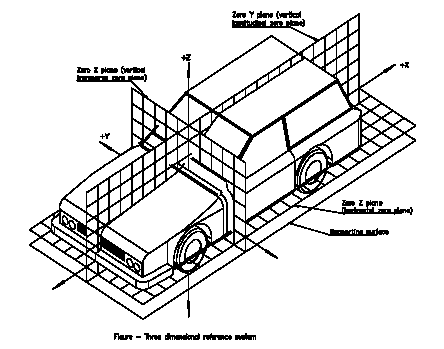 Zero Y plane (vertical
longitudinal zero plane)
Zero Z plane (vertical
transverse zero plane)
+Z
+X
+Y
Zero Z plane
(horizontal zero plane)
Supporting surface
Figure – Three dimensional reference system